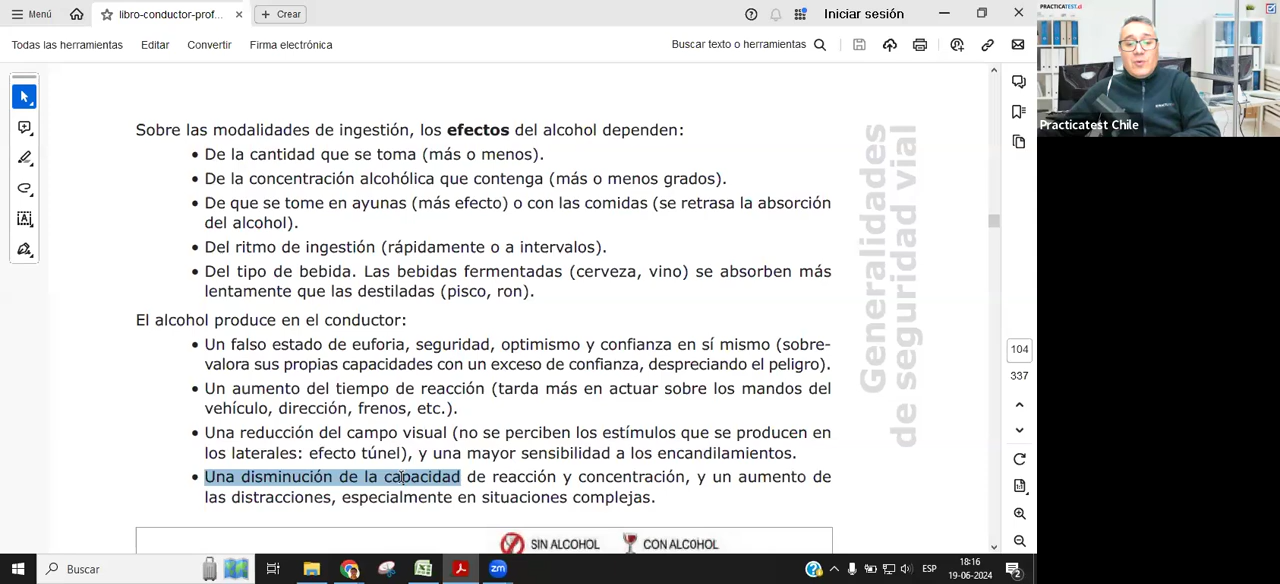 Menú
libro-conductor-prof...
Crear
Iniciar sesión
PRACTICATEST.cl
Todas las herramientas Editar Convertir Firma electrónica Buscar texto o herramientas
Practicatest Chile
Sobre las modalidades de ingestión, los efectos del alcohol dependen:
• De la cantidad que se toma (más o menos).
• De la concentración alcohólica que contenga (más o menos grados).
• De que se tome en ayunas (más efecto) o con las comidas (se retrasa la absorción
del alcohol).
• Del ritmo de ingestión (rápidamente o a intervalos).
• Del tipo de bebida. Las bebidas fermentadas (cerveza, vino) se absorben más
lentamente que las destiladas (pisco, ron).
El alcohol produce en el conductor:
• Un falso estado de euforia, seguridad, optimismo y confianza en sí mismo (sobre-
valora sus propias capacidades con un exceso de confianza, despreciando el peligro).
• Un aumento del tiempo de reacción (tarda más en actuar sobre los mandos del
vehículo, dirección, frenos, etc.).
• Una reducción del campo visual (no se perciben los estímulos que se producen en
los laterales: efecto túnel), y una mayor sensibilidad a los encandilamientos.
• Una disminución de la capacidad de reacción y concentración, y un aumento de
las distracciones, especialmente en situaciones complejas.
Generalidades
de seguridad vial
104
337
SIN ALCOHOL CON ALCOHOL
Buscar
ESP
18:16
19-06-2024
2